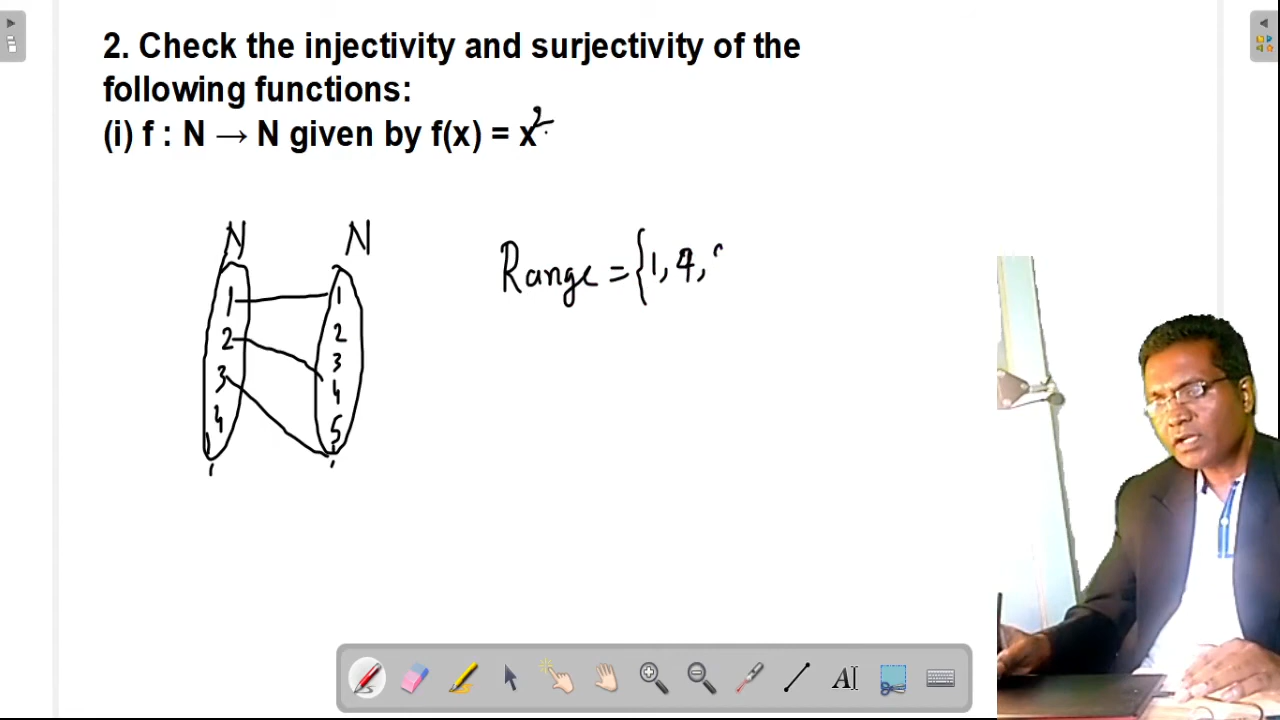 2. Check the injectivity and surjectivity of the
following functions:
(i) f : N → N given by f(x) = x²
N N
Range = {1, 4,
1 1
2 2
3 3
4 4
5
AI